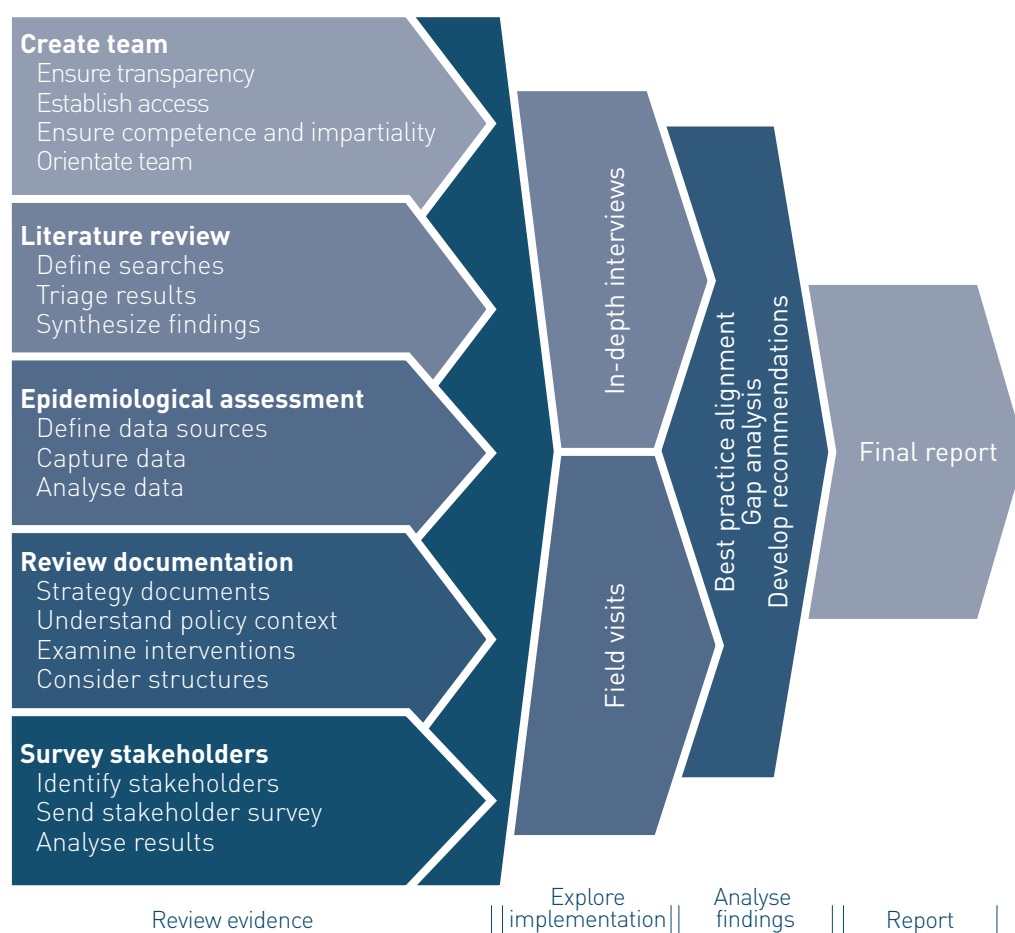 Create team
Ensure transparency
Establish access
Ensure competence and impartiality
Orientate team
Literature review
Define searches
Triage results
Synthesize findings
Epidemiological assessment
Define data sources
Capture data
Analyse data
Review documentation
Strategy documents
Understand policy context
Examine interventions
Consider structures
Survey stakeholders
Identify stakeholders
Send stakeholder survey
Analyse results
In-depth interviews
Field visits
Best practice alignment
Gap analysis
Develop recommendations
Final report
Review evidence
Explore
implementation
Analyse
findings
Report